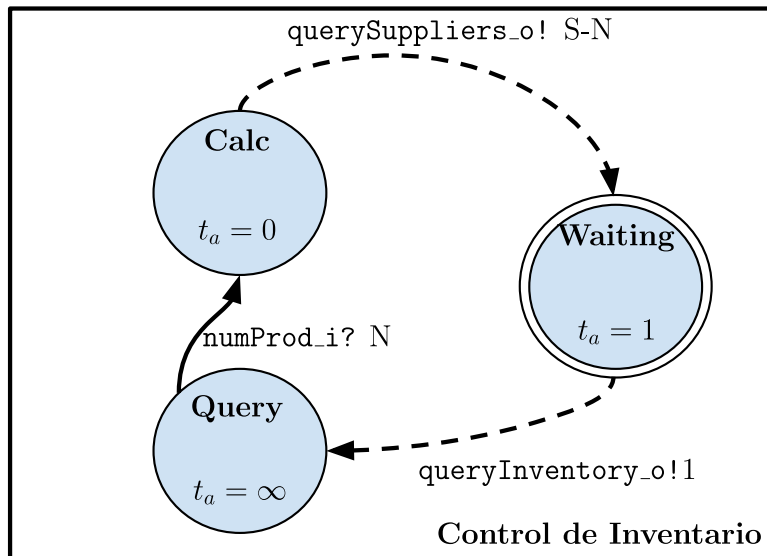 querySuppliers_o! S-N
Calc
t_a = 0
Waiting
t_a = 1
numProd_i? N
Query
t_a = ∞
queryInventory_o!1
Control de Inventario